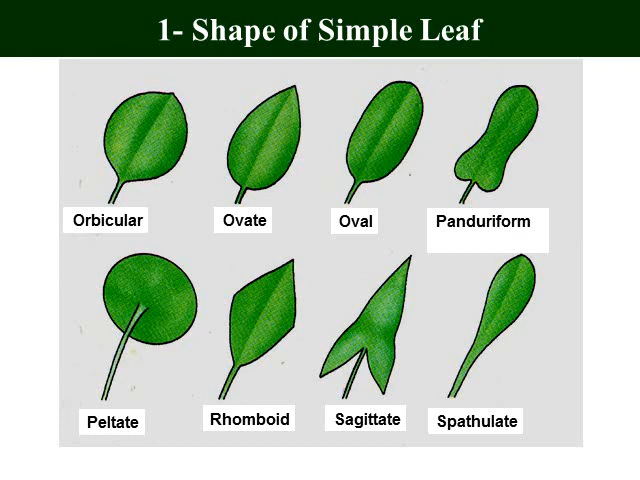 1- Shape of Simple Leaf
Orbicular
Ovate
Oval
Panduriform
Peltate
Rhomboid
Sagittate
Spathulate